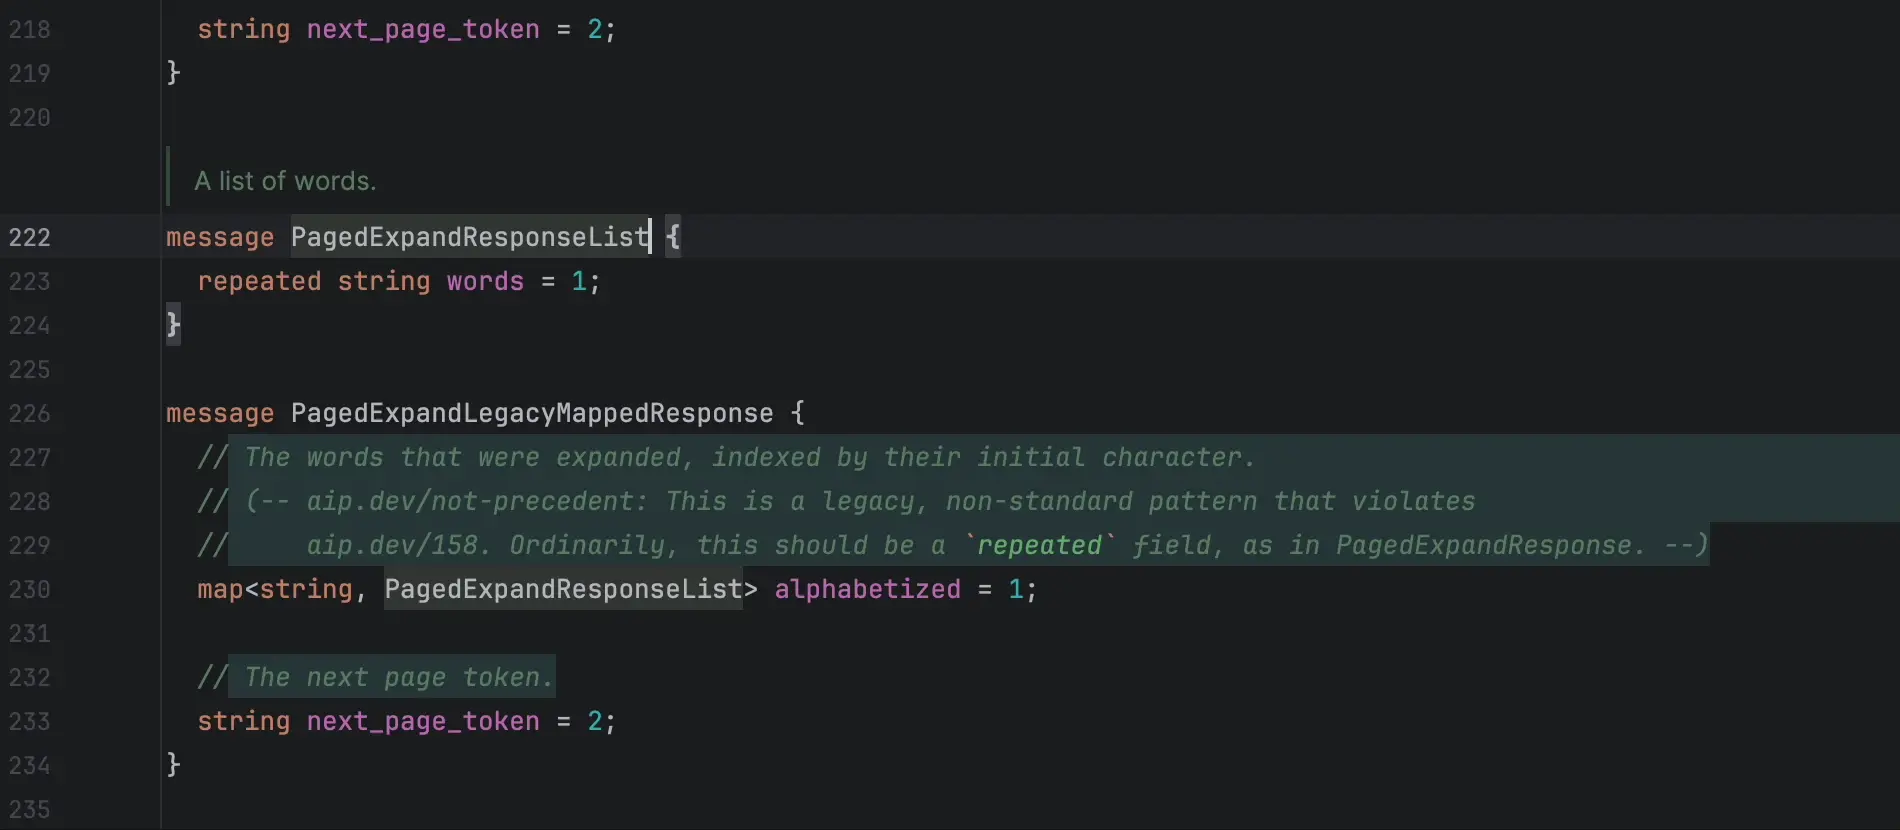 218 string next_page_token = 2;
219 }
220
A list of words.
222 message PagedExpandResponseList {
223 repeated string words = 1;
224 }
225
226 message PagedExpandLegacyMappedResponse {
227 // The words that were expanded, indexed by their initial character.
228 // (-- aip.dev/not-precedent: This is a legacy, non-standard pattern that violates
229 //     aip.dev/158. Ordinarily, this should be a `repeated` field, as in PagedExpandResponse. --)
230 map<string, PagedExpandResponseList> alphabetized = 1;
231
232 // The next page token.
233 string next_page_token = 2;
234 }
235